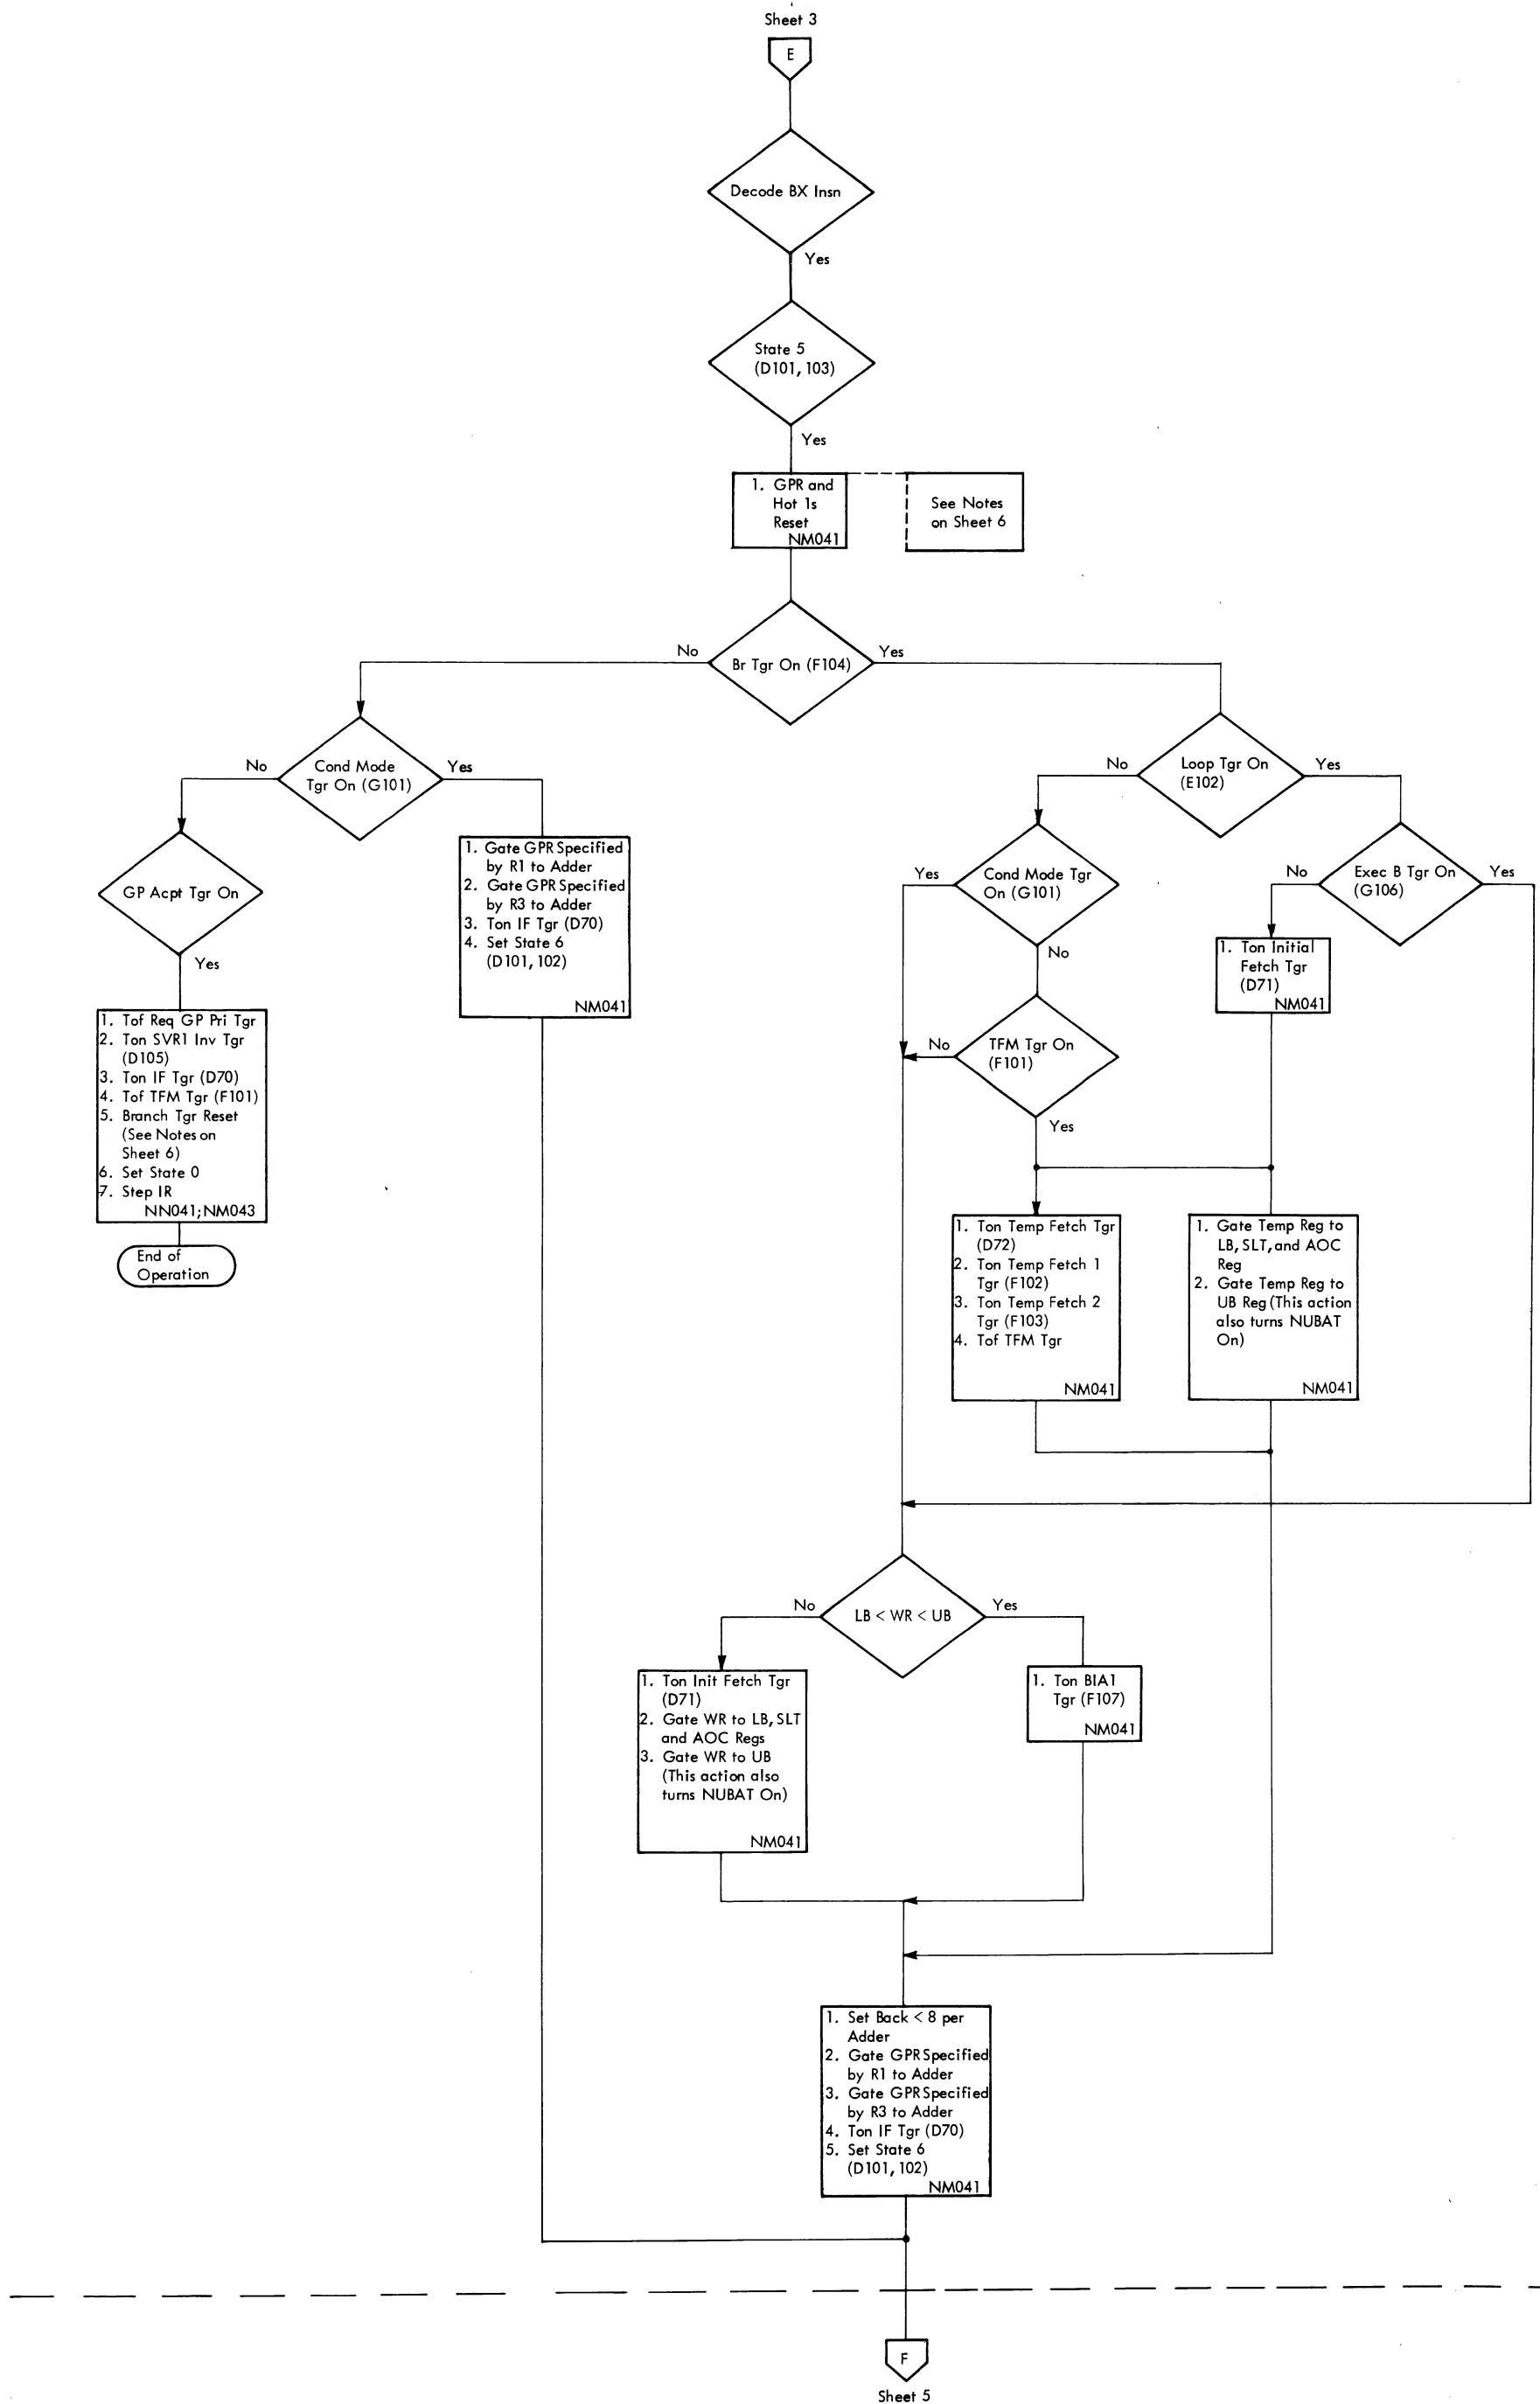 Sheet 3
E
Decode BX Insn
Yes
State 5
(D101, 103)
Yes
1. GPR and
Hot 1s
Reset
NM041
See Notes
on Sheet 6
No
Br Tgr On (F104)
Yes
No
Cond Mode
Tgr On (G101)
Yes
No
Loop Tgr On
(E102)
Yes
GP Acpt Tgr On
Yes
1. Gate GPR Specified
by R1 to Adder
2. Gate GPR Specified
by R3 to Adder
3. Ton IF Tgr (D70)
4. Set State 6
(D101, 102)
NM041
Yes
Cond Mode Tgr
On (G101)
No
No
Exec B Tgr On
(G106)
Yes
1. Ton Initial
Fetch Tgr
(D71)
NM041
1. Tof Req GP Pri Tgr
2. Ton SVR1 Inv Tgr
(D105)
3. Ton IF Tgr (D70)
4. Tof TFM Tgr (F101)
5. Branch Tgr Reset
(See Notes on
Sheet 6)
6. Set State 0
7. Step IR
NN041; NM043
End of
Operation
No
TFM Tgr On
(F101)
Yes
1. Ton Temp Fetch Tgr
(D72)
2. Ton Temp Fetch 1
Tgr (F102)
3. Ton Temp Fetch 2
Tgr (F103)
4. Tof TFM Tgr
NM041
1. Gate Temp Reg to
LB, SLT, and AOC
Reg
2. Gate Temp Reg to
UB Reg (This action
also turns NUBAT
On)
NM041
No
LB < WR < UB
Yes
1. Ton Init Fetch Tgr
(D71)
2. Gate WR to LB, SLT
and AOC Regs
3. Gate WR to UB
(This action also
turns NUBAT On)
NM041
1. Ton BIA1
Tgr (F107)
NM041
1. Set Back < 8 per
Adder
2. Gate GPR Specified
by R1 to Adder
3. Gate GPR Specified
by R3 to Adder
4. Ton IF Tgr (D70)
5. Set State 6
(D101, 102)
NM041
F
Sheet 5